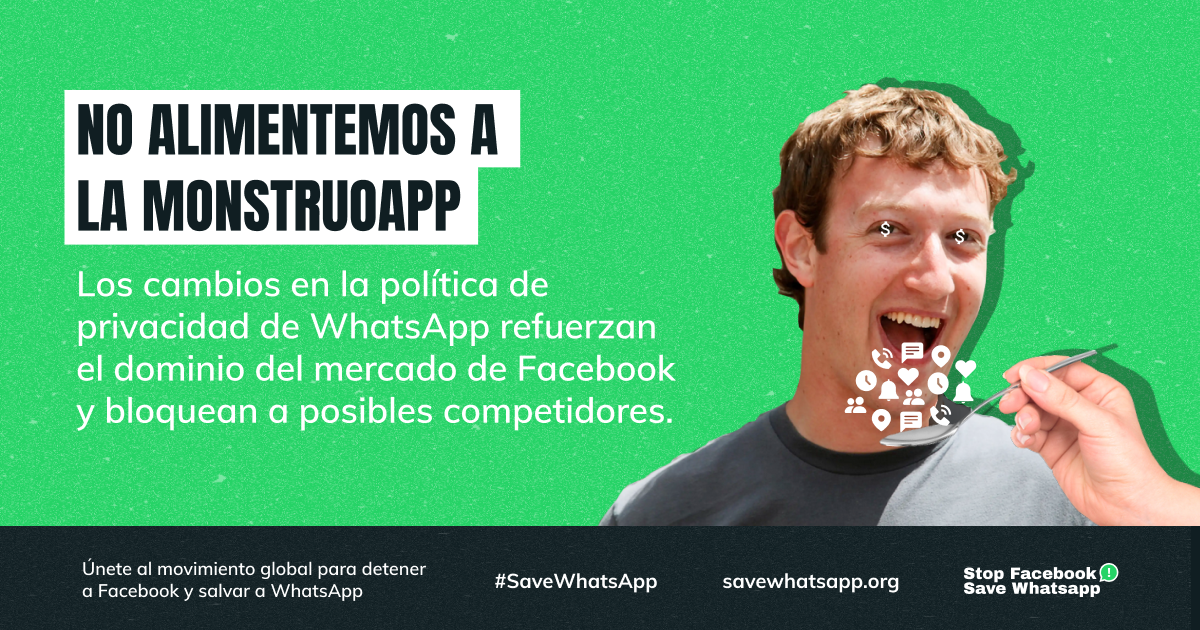 NO ALIMENTEMOS A
LA MONSTRUOAPP
Los cambios en la política de
privacidad de WhatsApp refuerzan
el dominio del mercado de Facebook
y bloquean a posibles competidores.
$ $
Únete al movimiento global para detener
a Facebook y salvar a WhatsApp
#SaveWhatsApp
savewhatsapp.org
Stop Facebook
Save Whatsapp